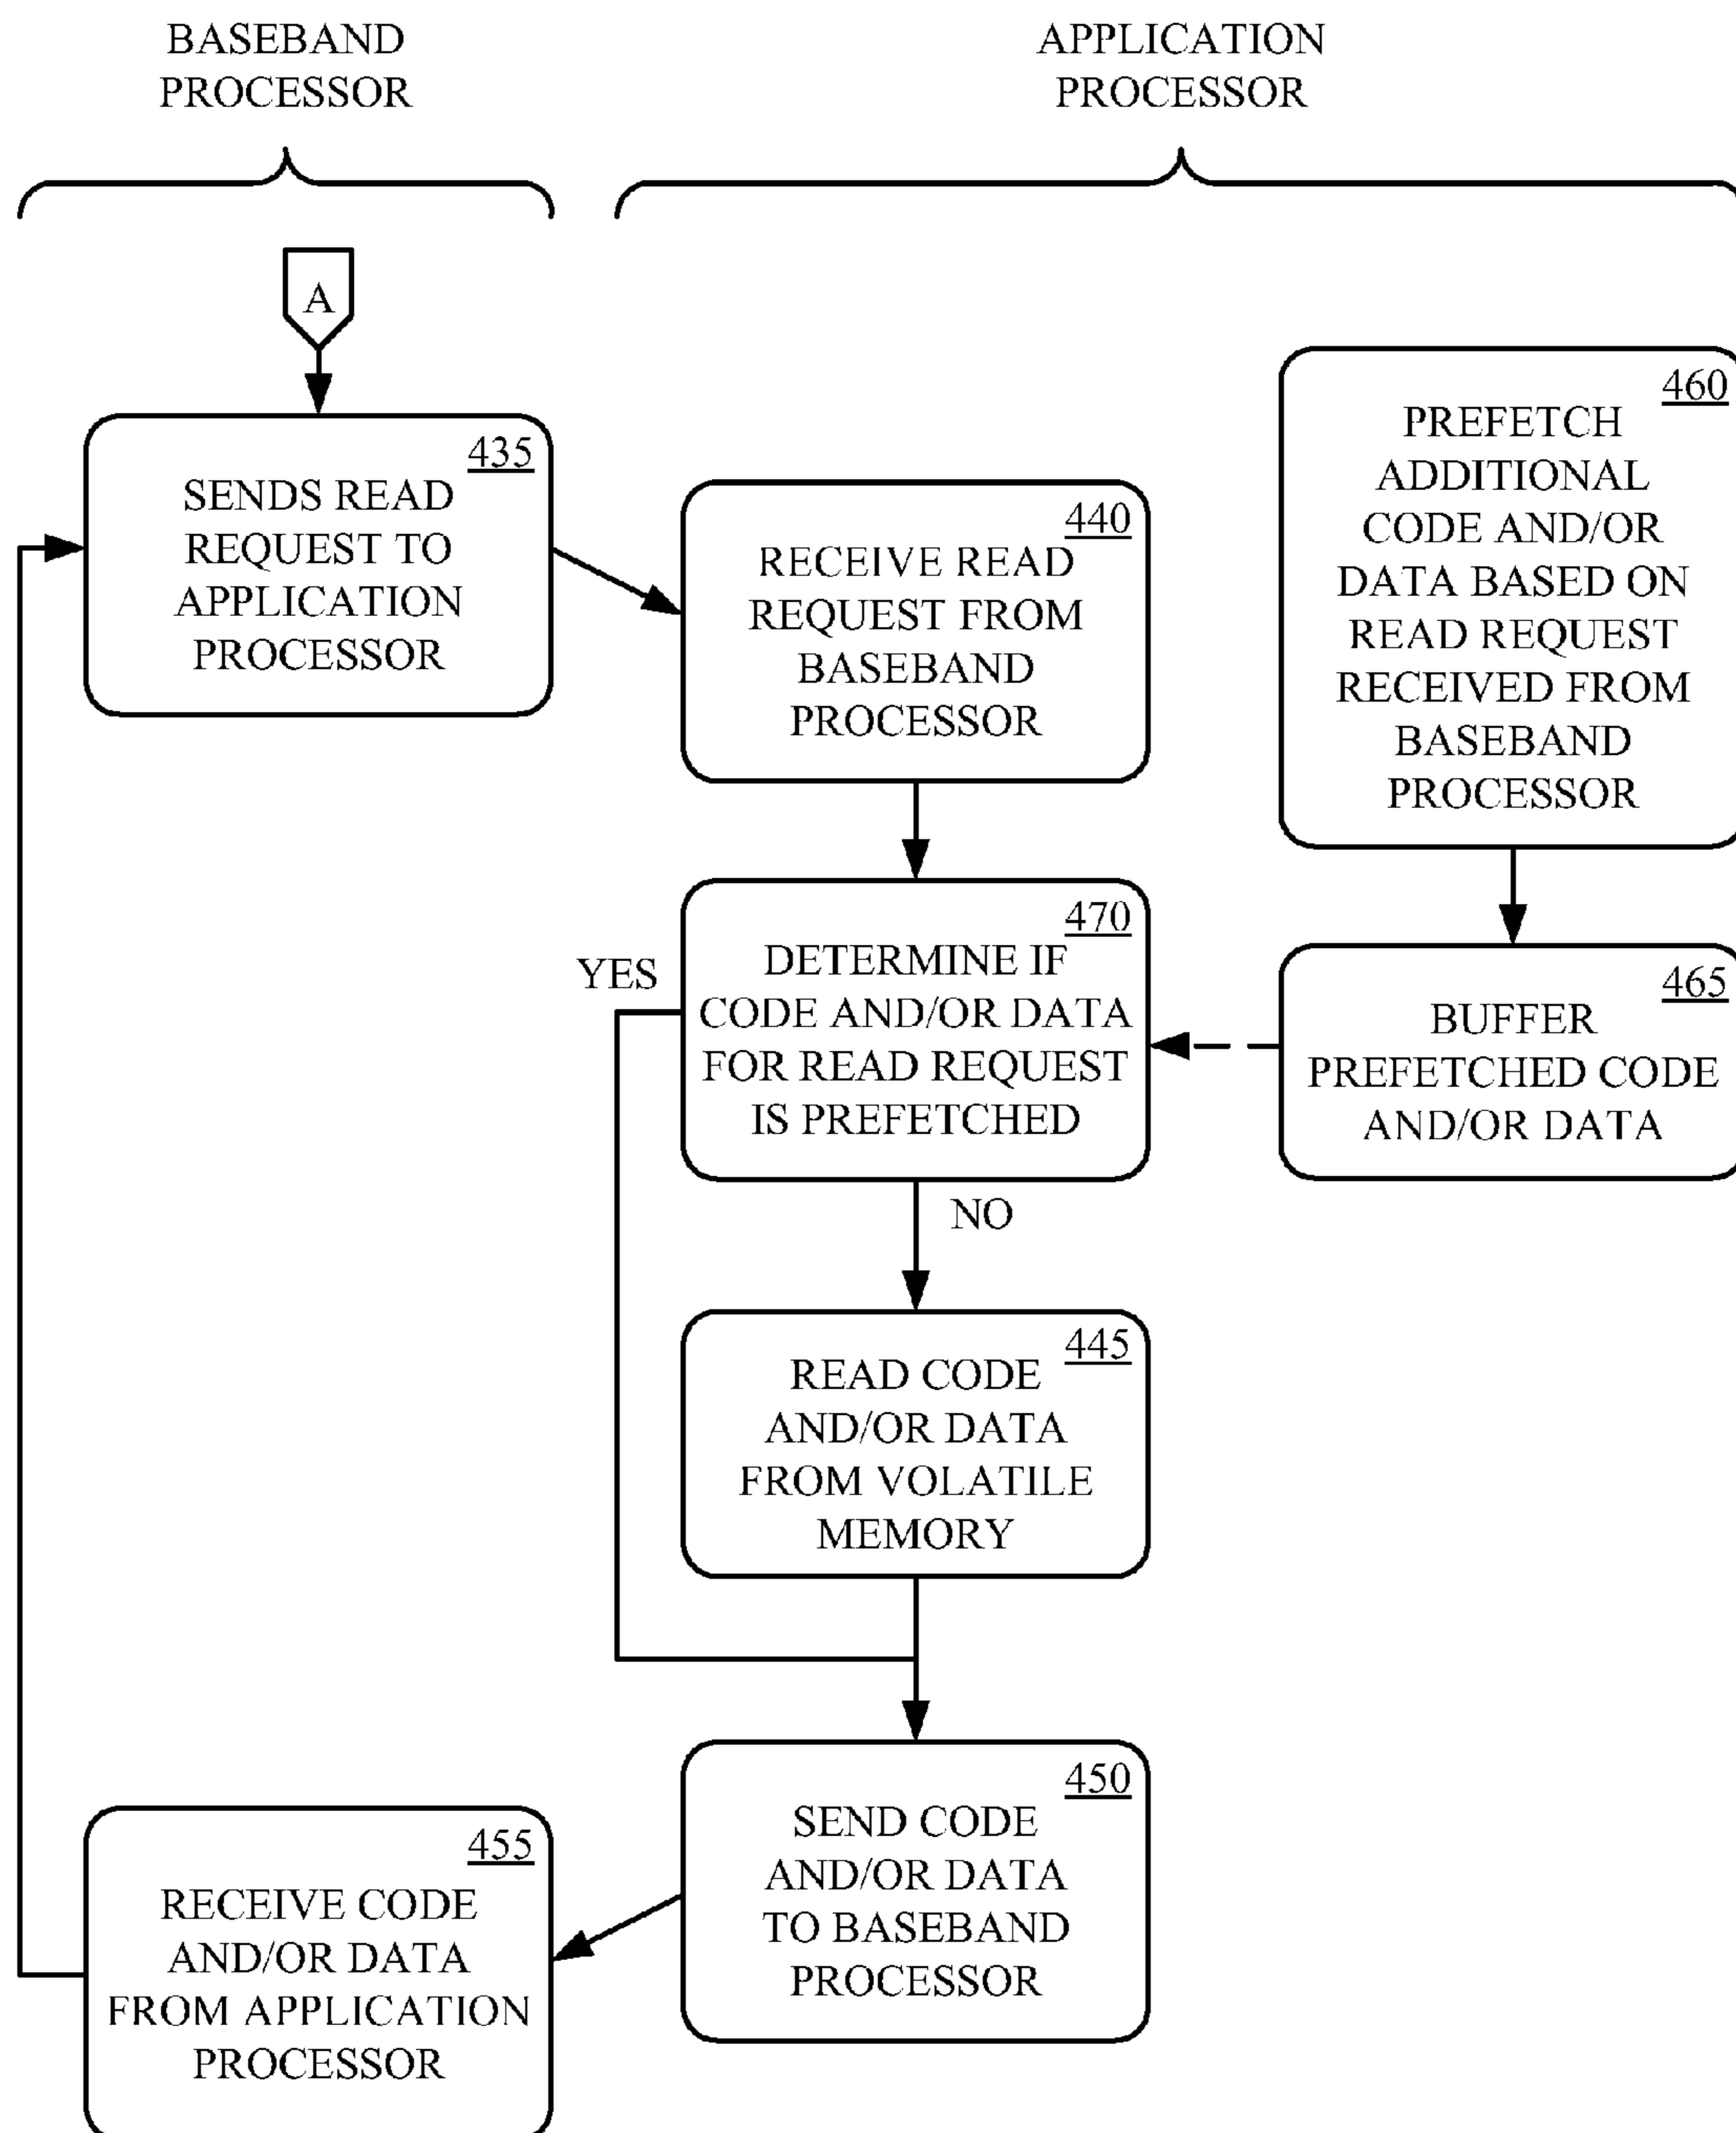 BASEBAND
PROCESSOR
APPLICATION
PROCESSOR
A
435
SENDS READ
REQUEST TO
APPLICATION
PROCESSOR
440
RECEIVE READ
REQUEST FROM
BASEBAND
PROCESSOR
460
PREFETCH
ADDITIONAL
CODE AND/OR
DATA BASED ON
READ REQUEST
RECEIVED FROM
BASEBAND
PROCESSOR
470
DETERMINE IF
CODE AND/OR DATA
FOR READ REQUEST
IS PREFETCHED
YES
465
BUFFER
PREFETCHED CODE
AND/OR DATA
NO
445
READ CODE
AND/OR DATA
FROM VOLATILE
MEMORY
450
SEND CODE
AND/OR DATA
TO BASEBAND
PROCESSOR
455
RECEIVE CODE
AND/OR DATA
FROM APPLICATION
PROCESSOR